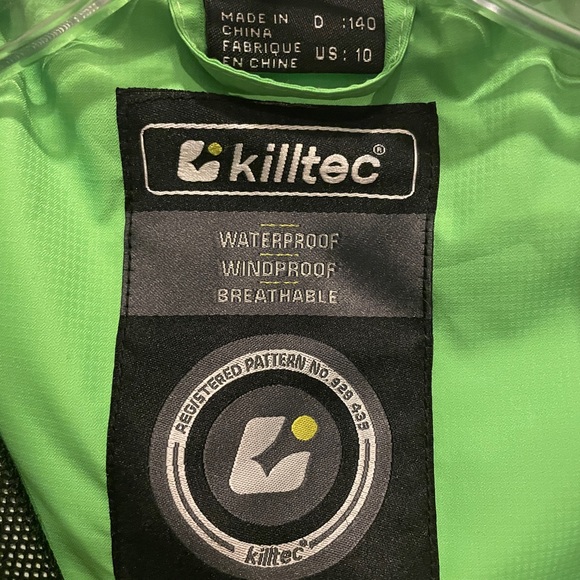 MADE IN D :140
CHINA
FABRIQUE US: 10
EN CHINE
killtec®
WATERPROOF
WINDPROOF
BREATHABLE
REGISTERED PATTERN No. 929 439
killtec®